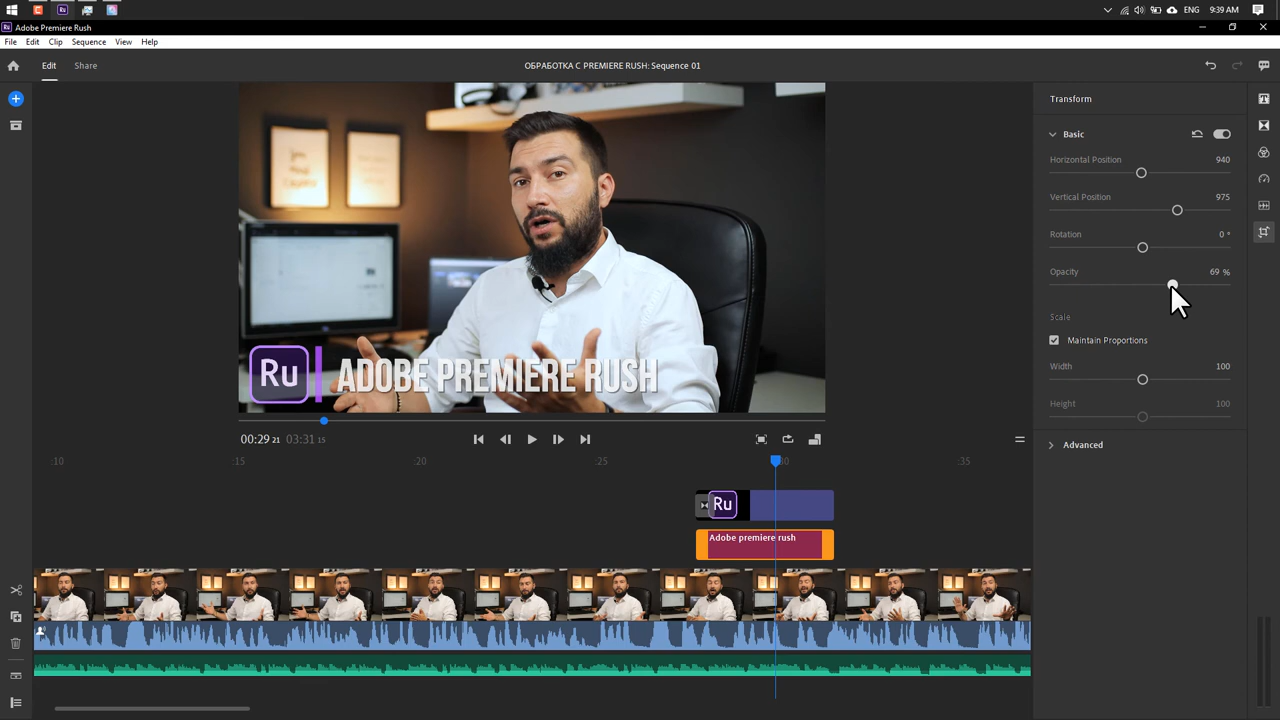 ENG
9:39 AM
Adobe Premiere Rush
File Edit Clip Sequence View Help
Edit Share
ОБРАБОТКА С PREMIERE RUSH: Sequence 01
Transform
Basic
Horizontal Position 940
Vertical Position 975
Rotation 0 °
Opacity 69 %
Scale
Maintain Proportions
Width 100
Height 100
Advanced
Ru ADOBE PREMIERE RUSH
00:29 21 03:31 15
:10 :15 :20 :25 :30 :35
Ru
Adobe premiere rush